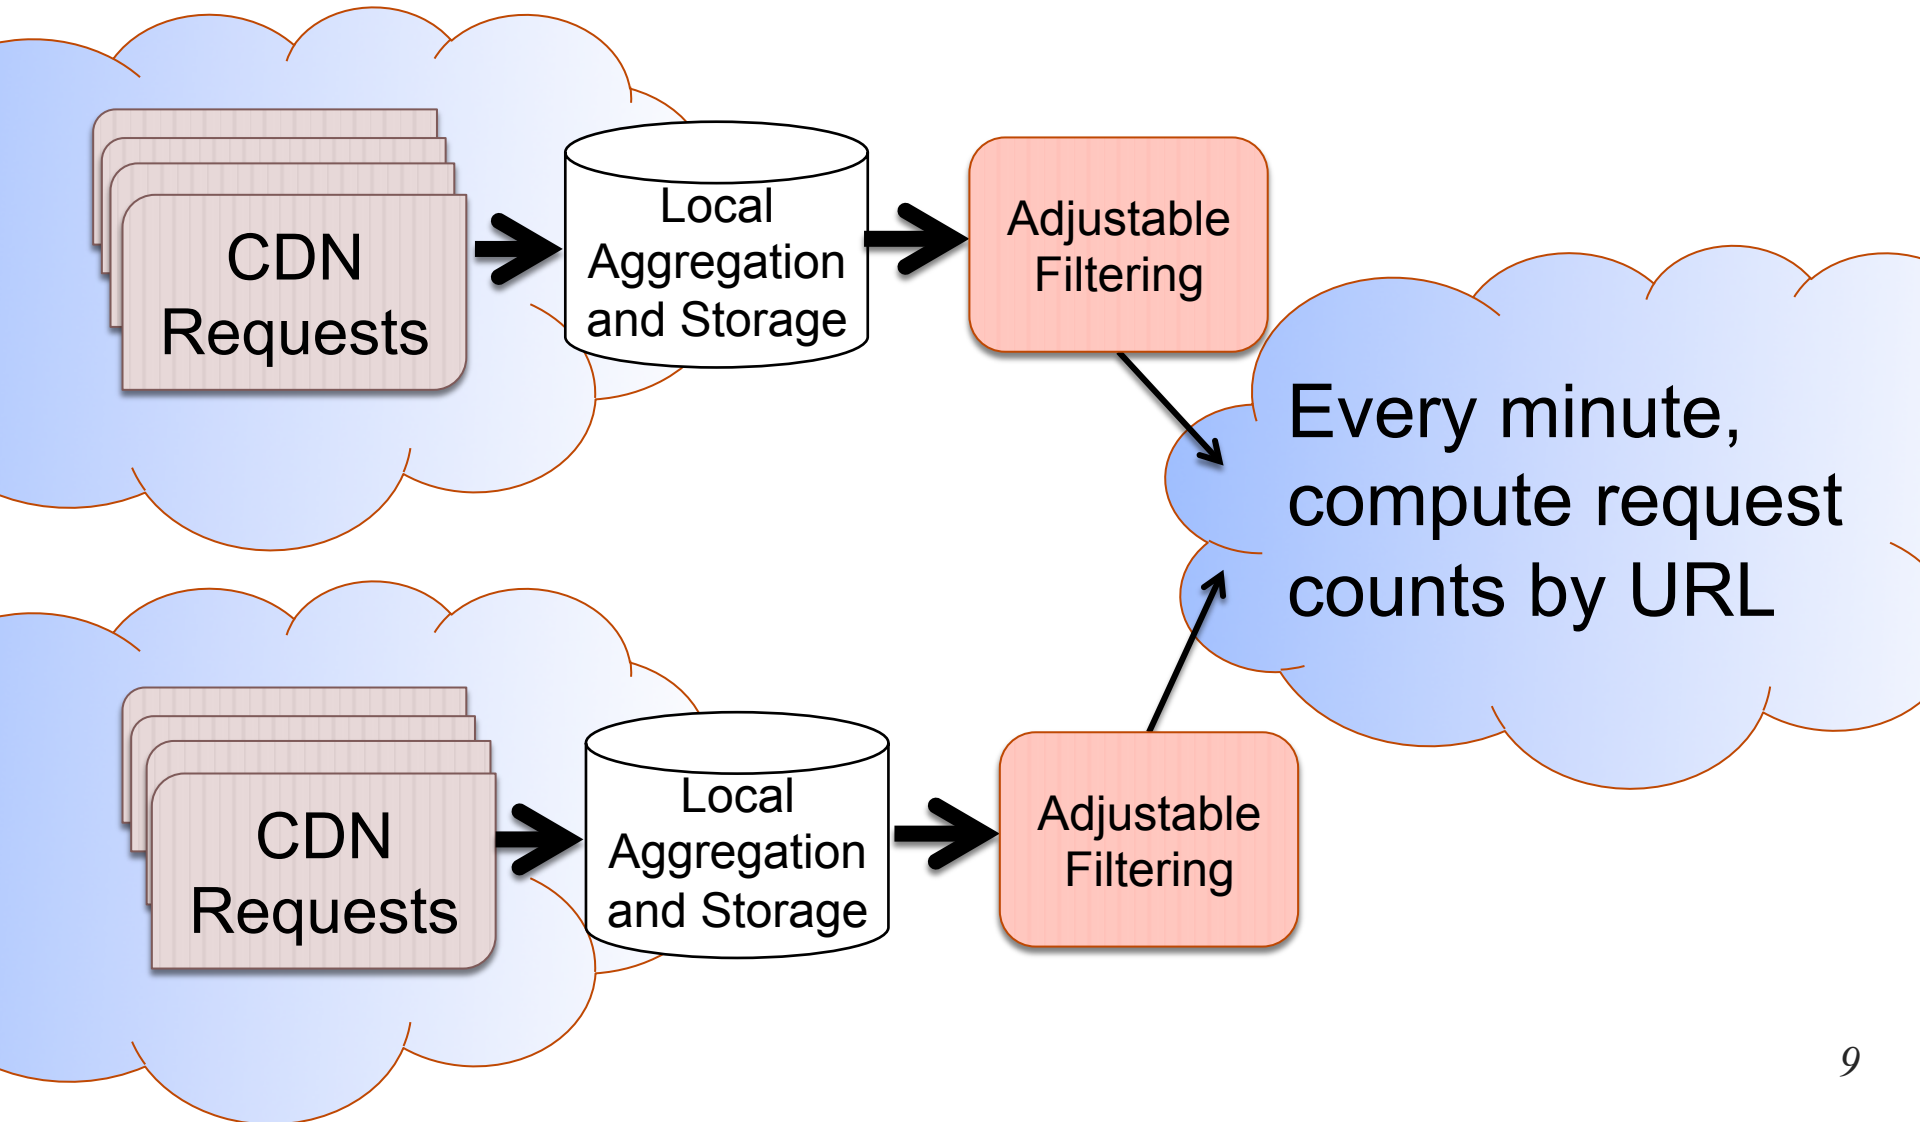 CDN
Requests
Local
Aggregation
and Storage
Adjustable
Filtering
Every minute,
compute request
counts by URL
CDN
Requests
Local
Aggregation
and Storage
Adjustable
Filtering
9